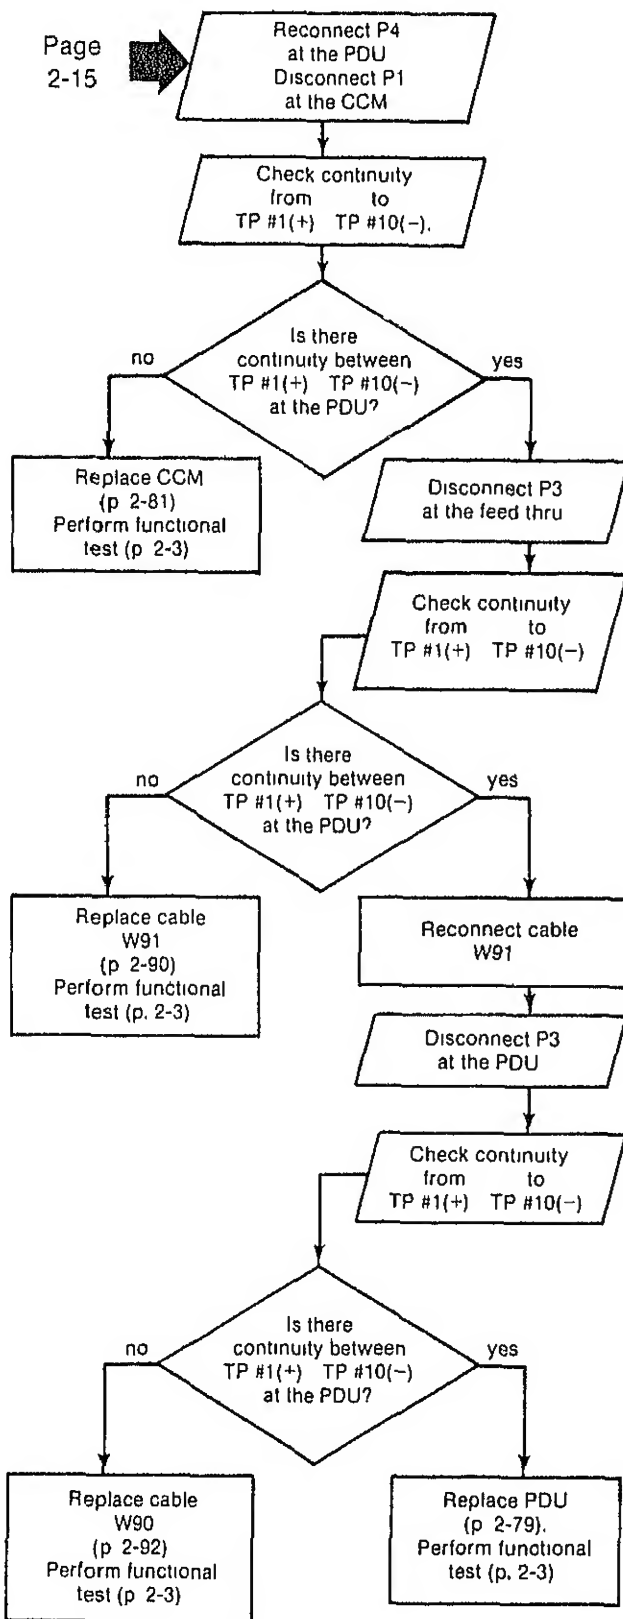 Page
2-15
Reconnect P4
at the PDU
Disconnect P1
at the CCM
Check continuity
from to
TP #1(+) TP #10(−).
Is there
continuity between
TP #1(+) TP #10(−)
at the PDU?
no
yes
Replace CCM
(p 2-81)
Perform functional
test (p 2-3)
Disconnect P3
at the feed thru
Check continuity
from to
TP #1(+) TP #10(−)
Is there
continuity between
TP #1(+) TP #10(−)
at the PDU?
no
yes
Replace cable
W91
(p 2-90)
Perform functional
test (p. 2-3)
Reconnect cable
W91
Disconnect P3
at the PDU
Check continuity
from to
TP #1(+) TP #10(−)
Is there
continuity between
TP #1(+) TP #10(−)
at the PDU?
no
yes
Replace cable
W90
(p 2-92)
Perform functional
test (p 2-3)
Replace PDU
(p 2-79).
Perform functional
test (p. 2-3)